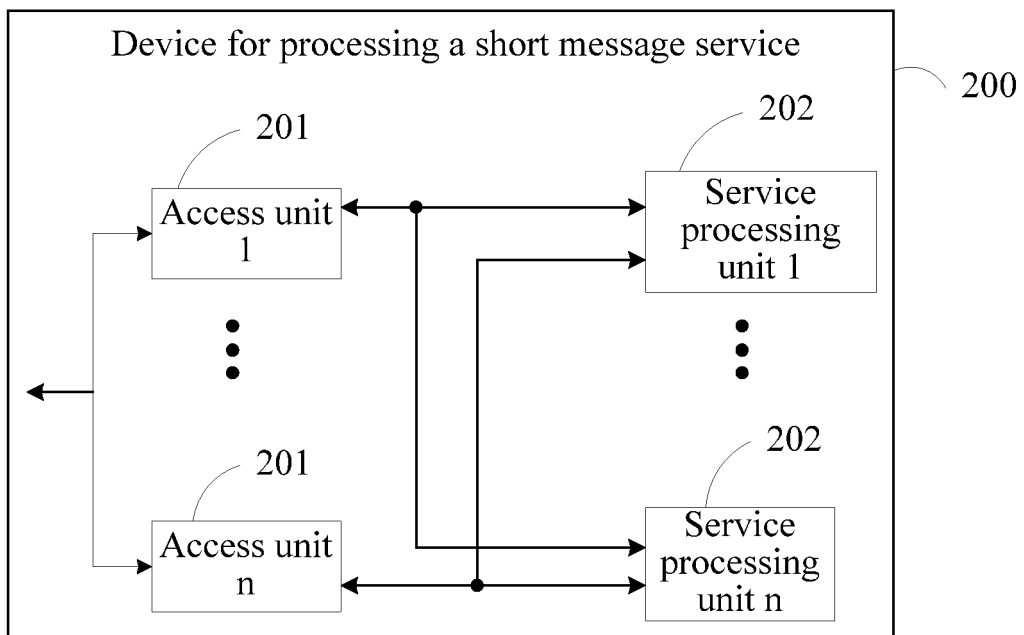 Device for processing a short message service
200
201
202
Access unit
1
Service
processing
unit 1
201
202
Access unit
n
Service
processing
unit n